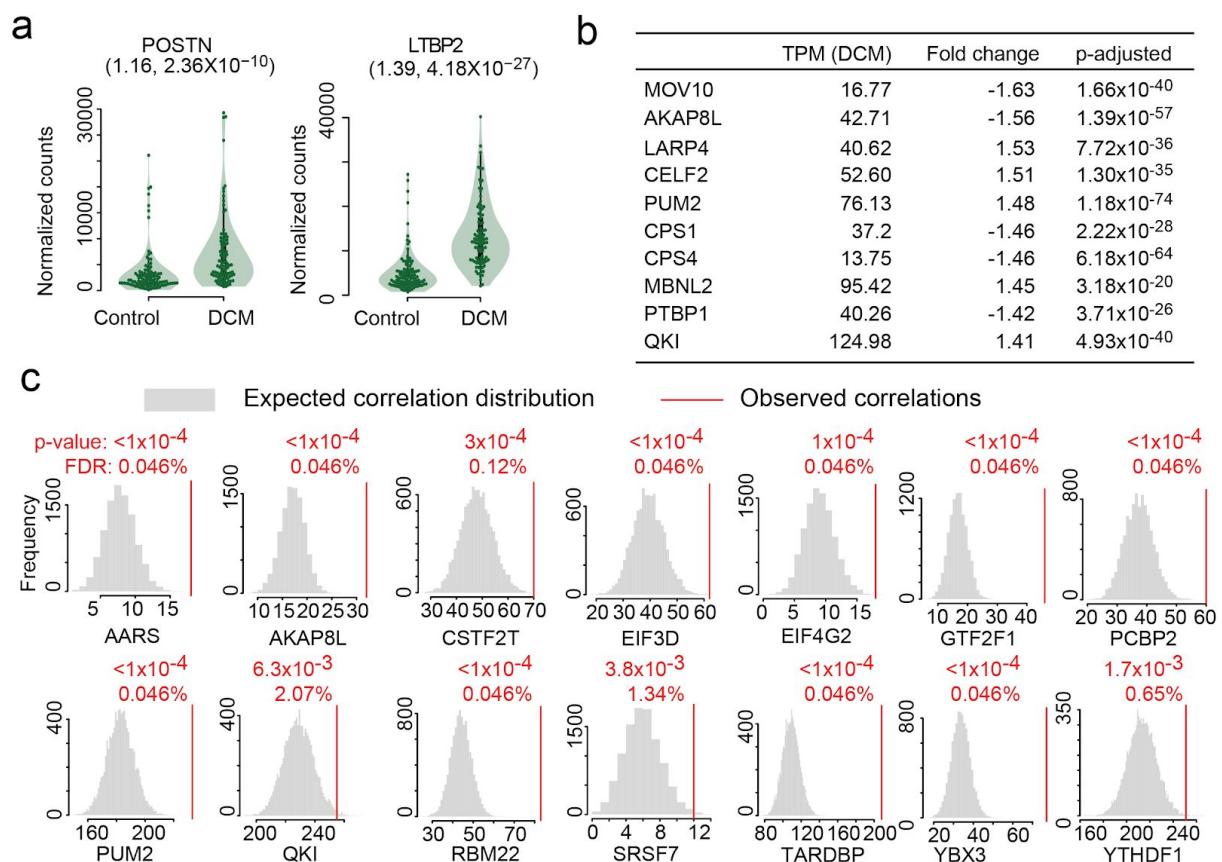 a
POSTN
(1.16, 2.36X10⁻¹⁰)
Normalized counts
30000
10000
0
Control
DCM
LTBP2
(1.39, 4.18X10⁻²⁷)
Normalized counts
40000
0
Control
DCM
b
TPM (DCM) Fold change p-adjusted
MOV10 16.77 -1.63 1.66x10⁻⁴⁰
AKAP8L 42.71 -1.56 1.39x10⁻⁵⁷
LARP4 40.62 1.53 7.72x10⁻³⁶
CELF2 52.60 1.51 1.30x10⁻³⁵
PUM2 76.13 1.48 1.18x10⁻⁷⁴
CPS1 37.2 -1.46 2.22x10⁻²⁸
CPS4 13.75 -1.46 6.18x10⁻⁶⁴
MBNL2 95.42 1.45 3.18x10⁻²⁰
PTBP1 40.26 -1.42 3.71x10⁻²⁶
QKI 124.98 1.41 4.93x10⁻⁴⁰
c
Expected correlation distribution
Observed correlations
p-value: <1x10⁻⁴ <1x10⁻⁴ 3x10⁻⁴ <1x10⁻⁴ 1x10⁻⁴ <1x10⁻⁴ <1x10⁻⁴
FDR: 0.046% 0.046% 0.12% 0.046% 0.046% 0.046% 0.046%
Frequency
0 1500
5 10 15
AARS
0 1500
10 15 20 30
AKAP8L
0 600
30 40 50 60 70
CSTF2T
0 600
20 30 40 50 60
EIF3D
0 1500
0 5 10 15
EIF4G2
0 1200
10 20 30 40
GTF2F1
0 800
20 30 40 50 60
PCBP2
<1x10⁻⁴ 6.3x10⁻³ <1x10⁻⁴ 3.8x10⁻³ <1x10⁻⁴ <1x10⁻⁴ 1.7x10⁻³
0.046% 2.07% 0.046% 1.34% 0.046% 0.046% 0.65%
0 400
160 200
PUM2
0 400
200 240
QKI
0 800
30 50 70
RBM22
0 1500
0 4 8 12
SRSF7
0 400
80 120 160 200
TARDBP
0 800
20 40 60
YBX3
0 350
160 200 240
YTHDF1